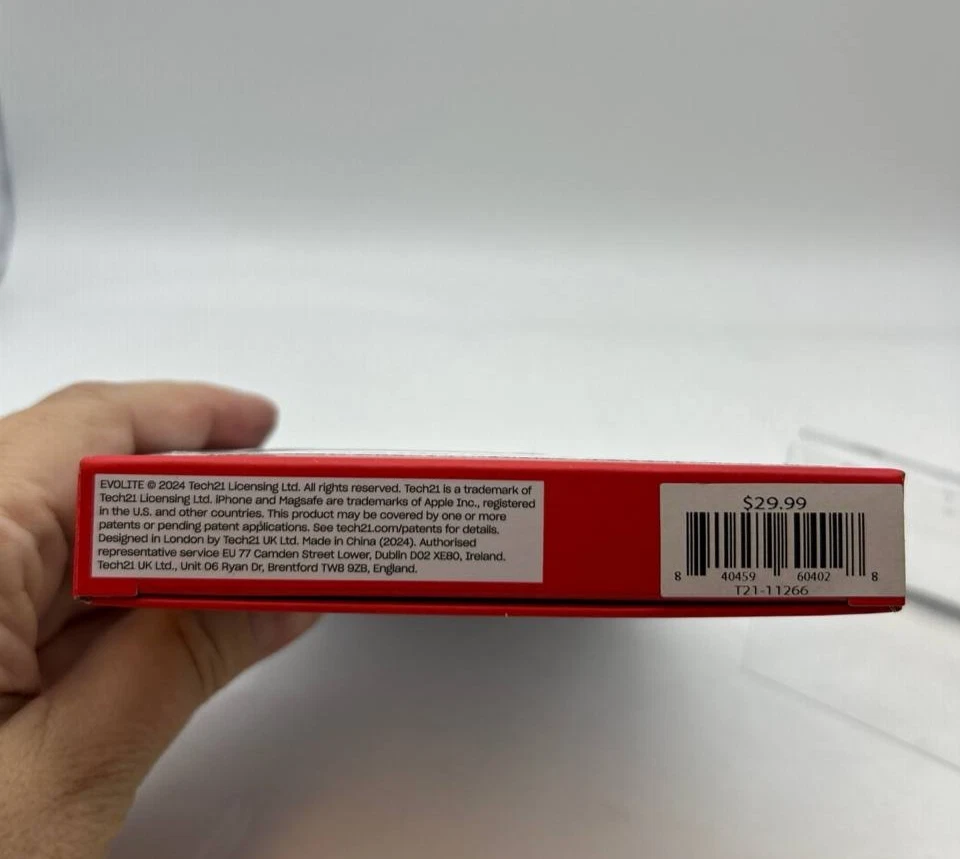 EVOLITE © 2024 Tech21 Licensing Ltd. All rights reserved. Tech21 is a trademark of
Tech21 Licensing Ltd. iPhone and Magsafe are trademarks of Apple Inc., registered
in the U.S. and other countries. This product may be covered by one or more
patents or pending patent applications. See tech21.com/patents for details.
Designed in London by Tech21 UK Ltd. Made in China (2024). Authorised
representative service EU 77 Camden Street Lower, Dublin D02 XE80, Ireland.
Tech21 UK Ltd., Unit 06 Ryan Dr, Brentford TW8 9ZB, England.
$29.99
8 40459 60402 8
T21-11266